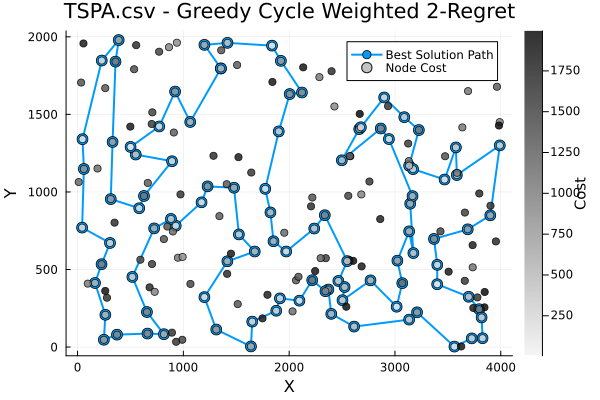 TSPA.csv - Greedy Cycle Weighted 2-Regret
Best Solution Path
Node Cost
Y
2000
1500
1000
500
0
0
1000
2000
3000
4000
X
1750
1500
1250
1000
750
500
250
Cost